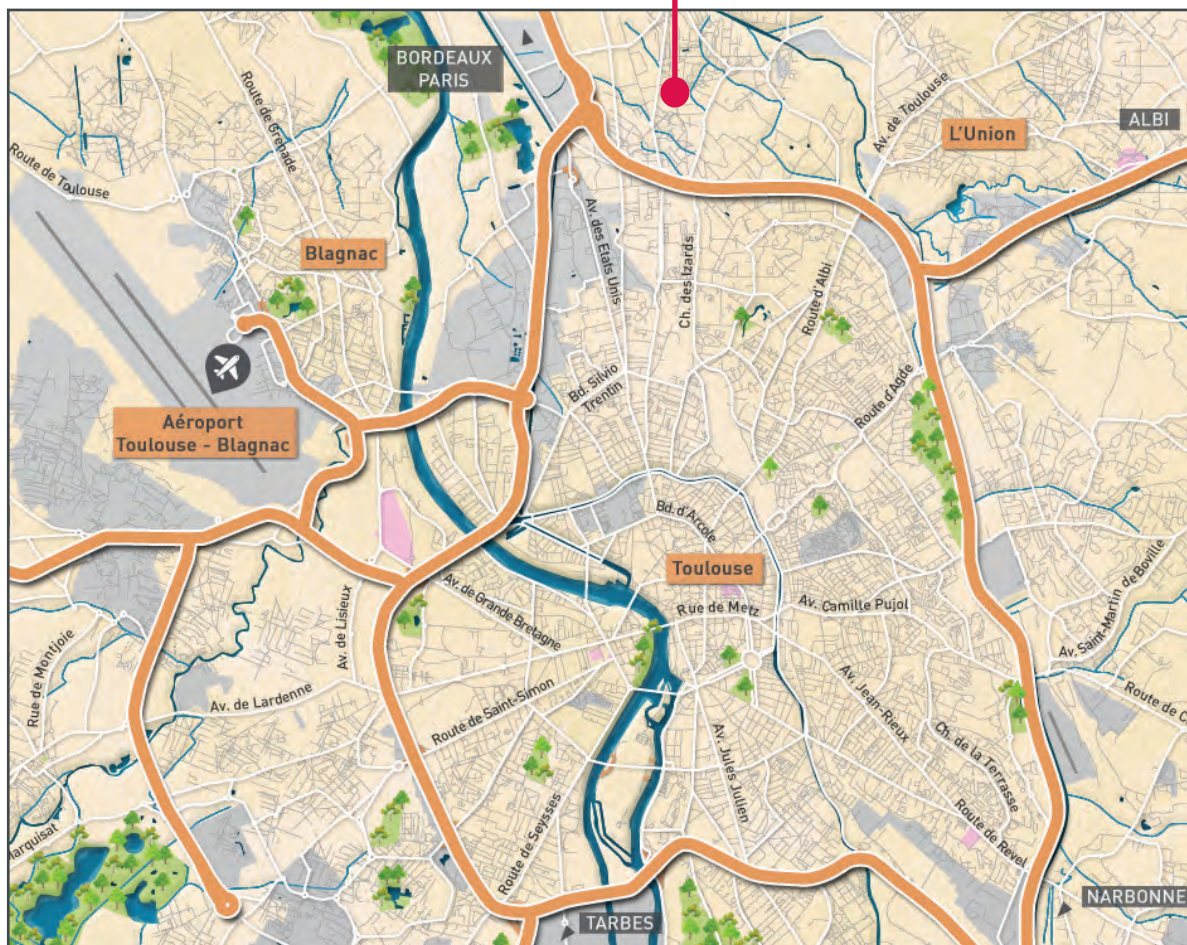 BORDEAUX
PARIS
Route de Grenade
Av. de Toulouse
ALBI
L'Union
Route de Toulouse
Blagnac
Av. des Etats Unis
Ch. des Izards
Route d'Albi
Bd. Silvio
Trentin
Route d'Agde
Aéroport
Toulouse - Blagnac
Bd. d'Arcole
Toulouse
Rue de Metz
Av. Camille Pujol
Av. de Grande Bretagne
Av. de Lisieux
Av. Saint-Martin de Boville
Rue de Montjoie
Av. de Lardenne
Route de Saint-Simon
Av. Jean-Rieux
Route de C
Av. Jules Julien
Ch. de la Terrasse
Route de Seysses
Route de Revel
arquisat
TARBES
NARBONNE